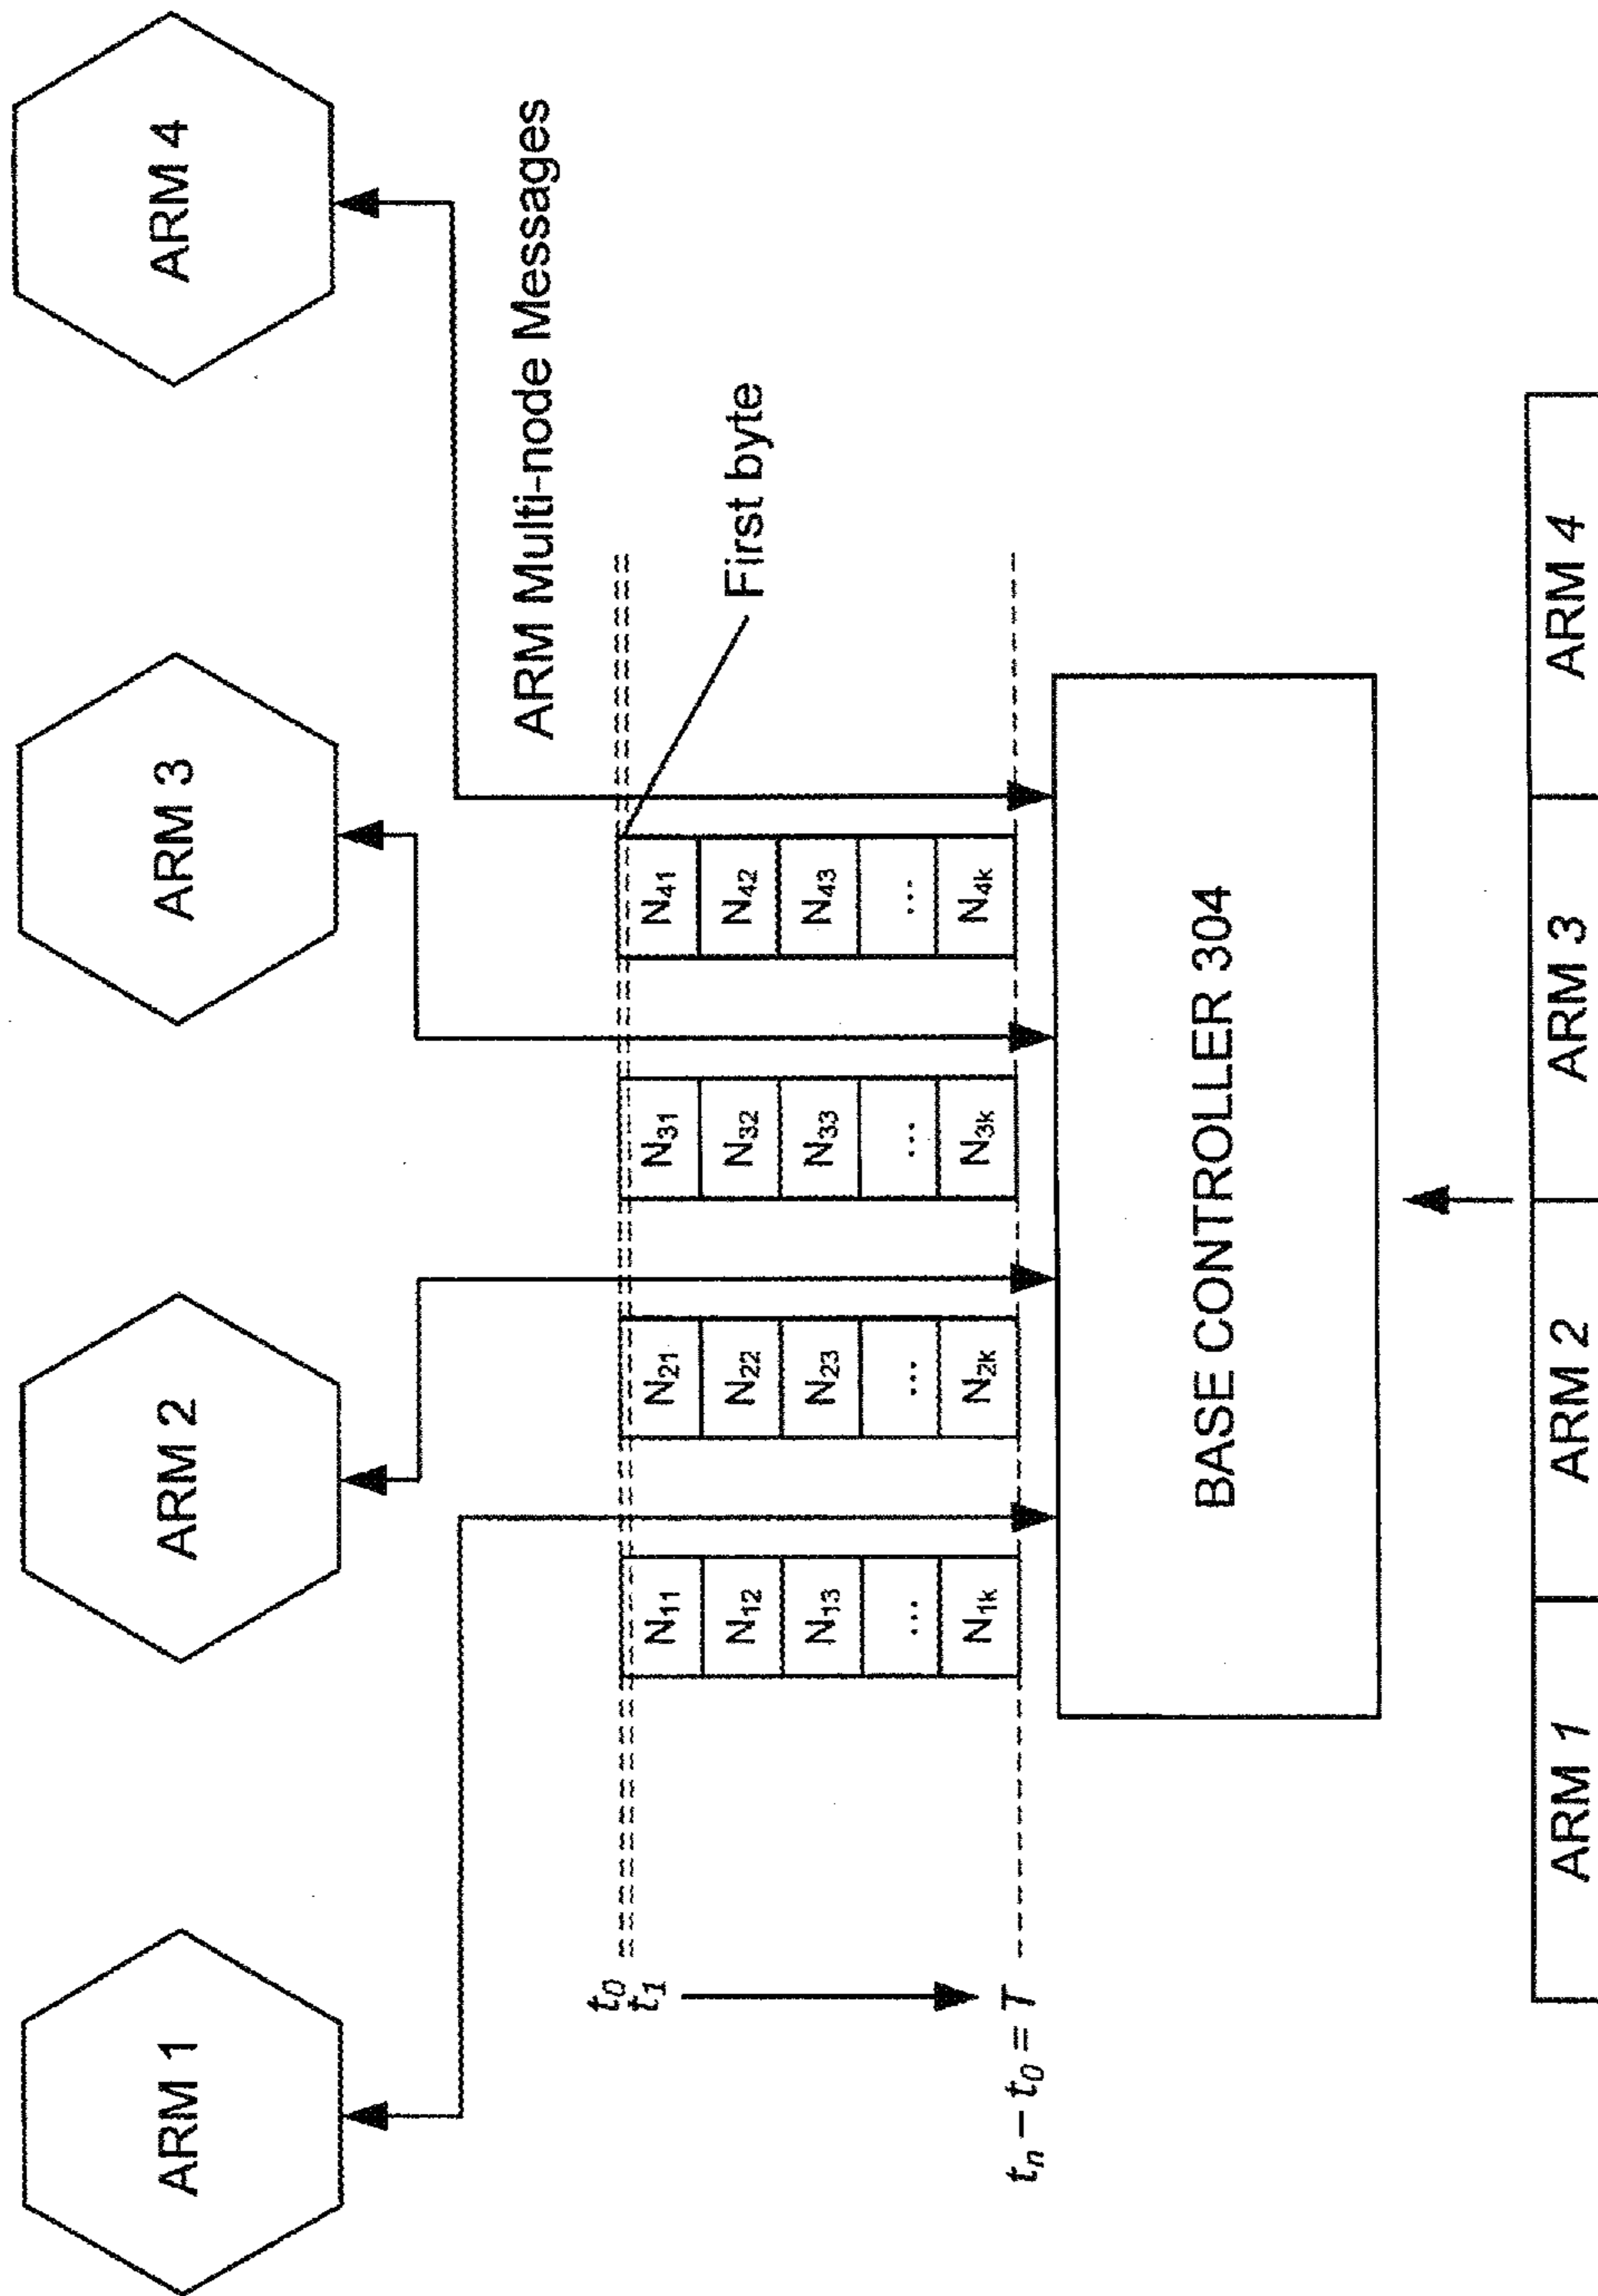 ARM 1
ARM 2
ARM 3
ARM 4
ARM Multi-node Messages
First byte
t₀
t₁
tₙ – t₀ = T
N₁₁
N₁₂
N₁₃
...
N₁ₖ
N₂₁
N₂₂
N₂₃
...
N₂ₖ
N₃₁
N₃₂
N₃₃
...
N₃ₖ
N₄₁
N₄₂
N₄₃
...
N₄ₖ
BASE CONTROLLER 304
ARM 1
ARM 2
ARM 3
ARM 4